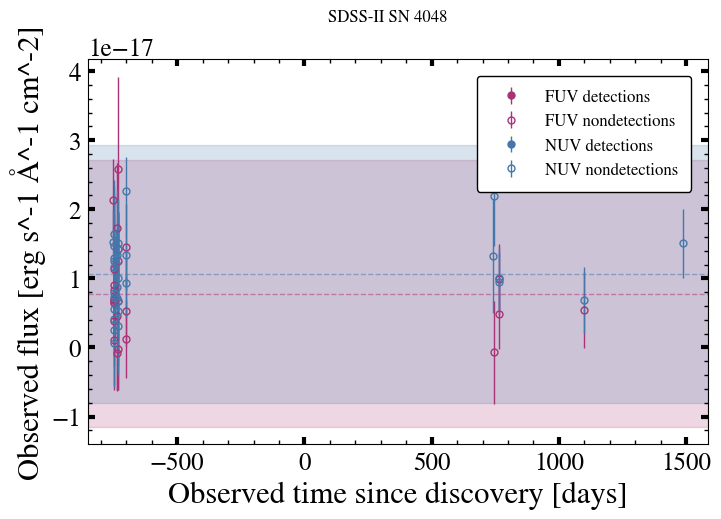 SDSS-II SN 4048
1e−17
FUV detections
FUV nondetections
NUV detections
NUV nondetections
4
3
2
1
0
−1
Observed flux [erg s^-1 Å^-1 cm^-2]
−500 0 500 1000 1500
Observed time since discovery [days]